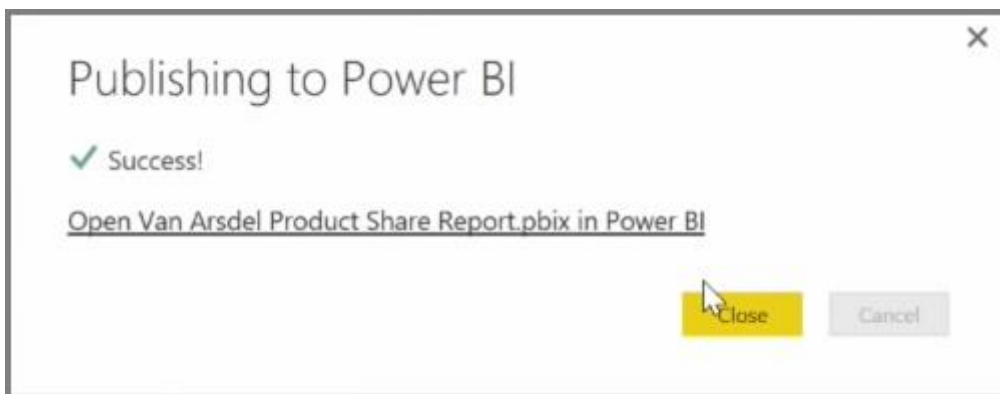 Publishing to Power BI
Success!
Open Van Arsdel Product Share Report.pbix in Power BI
Close
Cancel